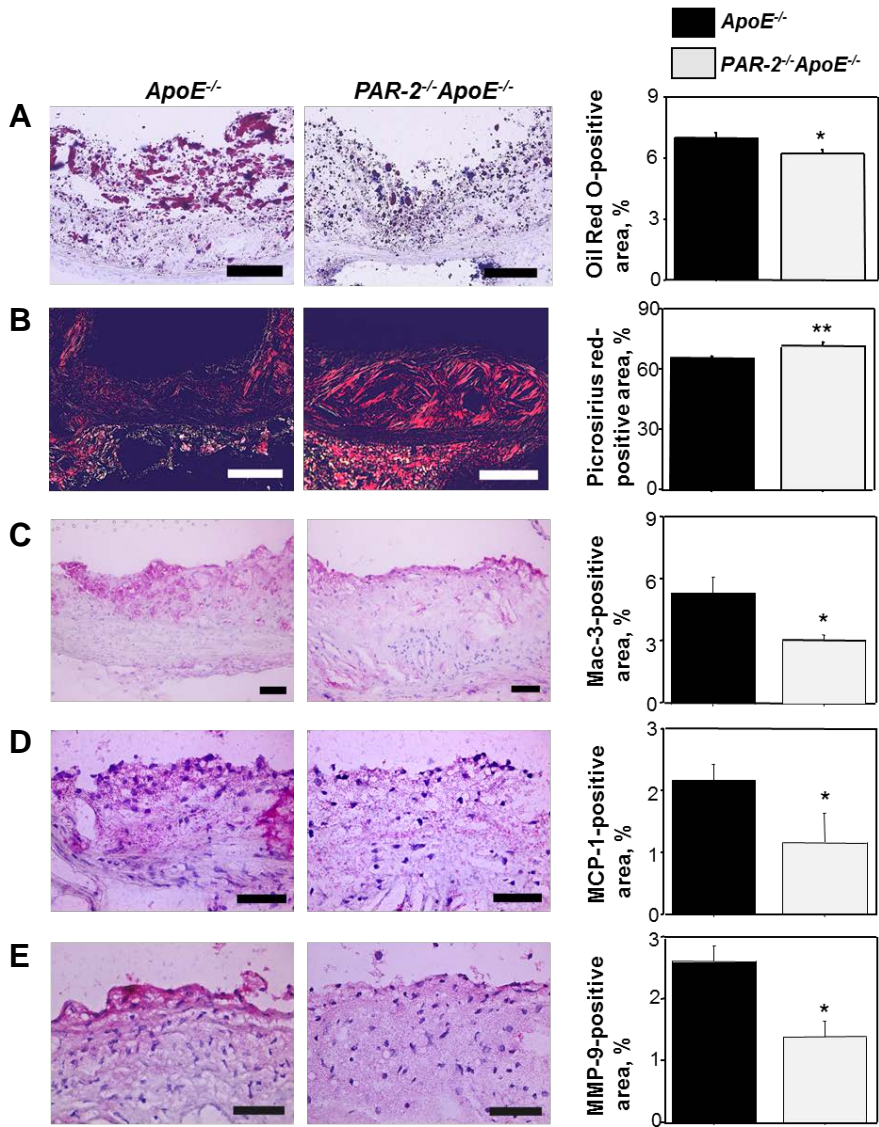 ApoE-/-
PAR-2-/-ApoE-/-
ApoE-/-
PAR-2-/-ApoE-/-
A
Oil Red O-positive
area, %
9
6
3
0
*
B
Picrosirius red-
positive area, %
90
60
30
0
**
C
Mac-3-positive
area, %
9
6
3
0
*
D
MCP-1-positive
area, %
3
2
1
0
*
E
MMP-9-positive
area, %
3
2
1
0
*